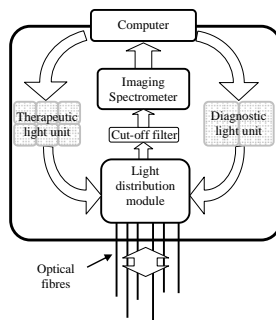 Computer
Imaging
Spectrometer
Therapeutic
light unit
Diagnostic
light unit
Cut-off filter
Light
distribution
module
Optical
fibres